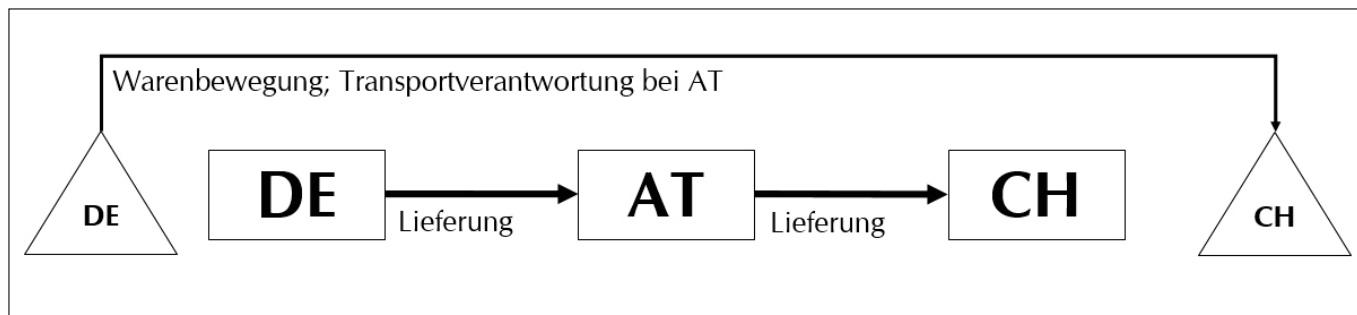 Warenbewegung; Transportverantwortung bei AT
DE
DE
Lieferung
AT
Lieferung
CH
CH